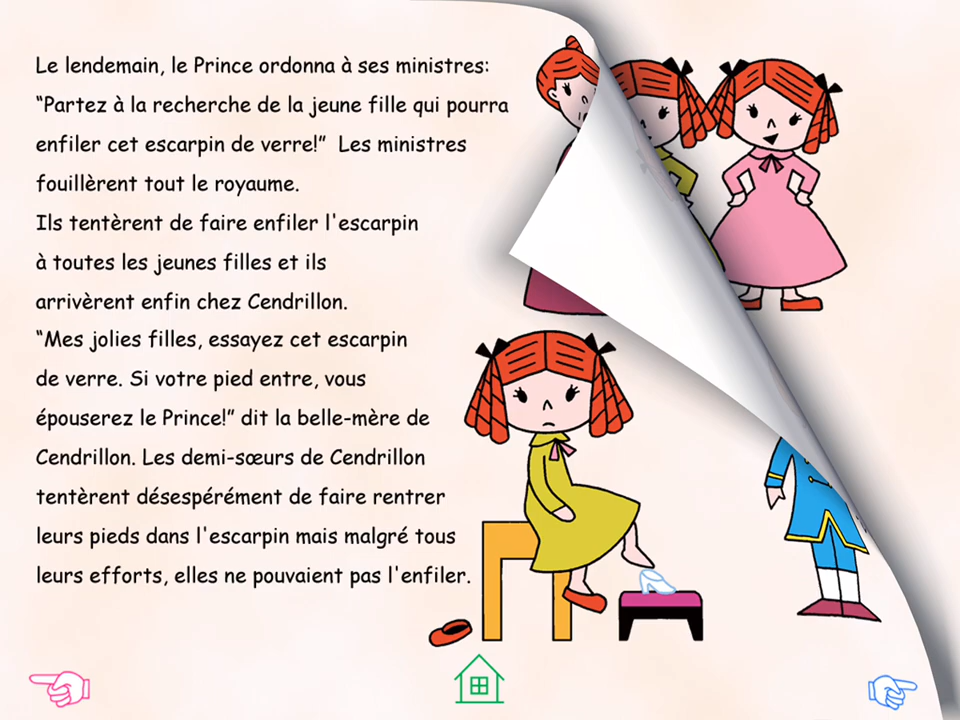 Le lendemain, le Prince ordonna à ses ministres:
“Partez à la recherche de la jeune fille qui pourra
enfiler cet escarpin de verre!”  Les ministres
fouillèrent tout le royaume.
Ils tentèrent de faire enfiler l'escarpin
à toutes les jeunes filles et ils
arrivèrent enfin chez Cendrillon.
“Mes jolies filles, essayez cet escarpin
de verre. Si votre pied entre, vous
épouserez le Prince!” dit la belle-mère de
Cendrillon. Les demi-sœurs de Cendrillon
tentèrent désespérément de faire rentrer
leurs pieds dans l'escarpin mais malgré tous
leurs efforts, elles ne pouvaient pas l'enfiler.